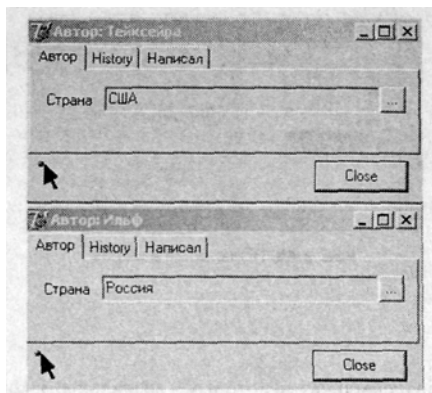 Автор: Тейксейра
Автор History Написал
Страна США ...
Close
Автор: Ильф
Автор History Написал
Страна Россия ...
Close